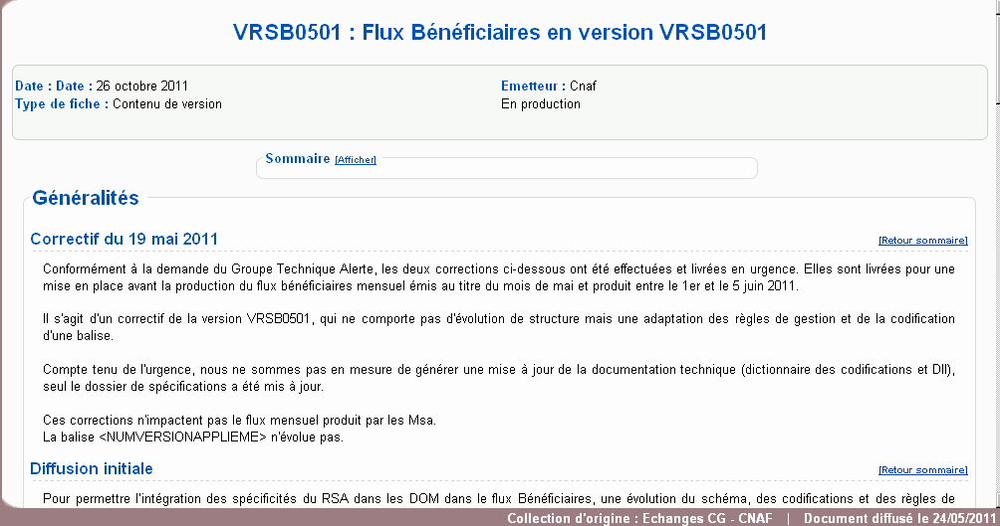 VRSB0501 : Flux Bénéficiaires en version VRSB0501
Date : Date : 26 octobre 2011
Emetteur : Cnaf
Type de fiche : Contenu de version
En production
Sommaire [Afficher]
Généralités
Correctif du 19 mai 2011
[Retour sommaire]
Conformément à la demande du Groupe Technique Alerte, les deux corrections ci-dessous ont été effectuées et livrées en urgence. Elles sont livrées pour une
mise en place avant la production du flux bénéficiaires mensuel émis au titre du mois de mai et produit entre le 1er et le 5 juin 2011.
Il s'agit d'un correctif de la version VRSB0501, qui ne comporte pas d'évolution de structure mais une adaptation des règles de gestion et de la codification
d'une balise.
Compte tenu de l'urgence, nous ne sommes pas en mesure de générer une mise à jour de la documentation technique (dictionnaire des codifications et DII),
seul le dossier de spécifications a été mis à jour.
Ces corrections n'impactent pas le flux mensuel produit par les Msa.
La balise <NUMVERSIONAPPLIEME> n'évolue pas.
Diffusion initiale
[Retour sommaire]
Pour permettre l'intégration des spécificités du RSA dans les DOM dans le flux Bénéficiaires, une évolution du schéma, des codifications et des règles de
Collection d'origine : Echanges CG - CNAF | Document diffusé le 24/05/2011